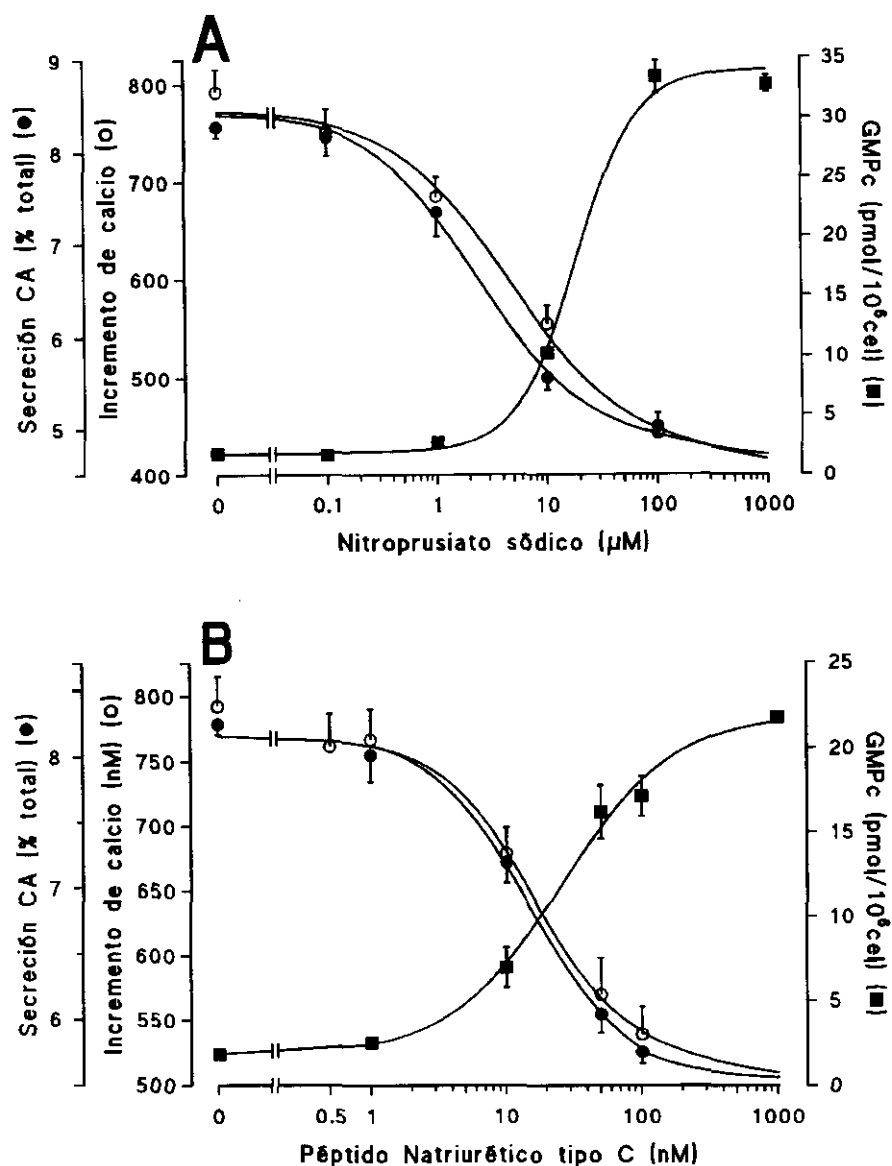 A
Secreción CA (% total) (●)
9
8
7
6
5
Incremento de calcio (o)
800
700
600
500
400
GMPc (pmol/10⁶cel) (■)
35
30
25
20
15
10
5
0
0 0.1 1 10 100 1000
Nitroprusiato sódico (µM)
B
Secreción CA (% total) (●)
8
7
6
Incremento de calcio (nM) (o)
800
750
700
650
600
550
500
GMPc (pmol/10⁶cel) (■)
25
20
15
10
5
0
0 0.5 1 10 100 1000
Péptido Natriurético tipo C (nM)